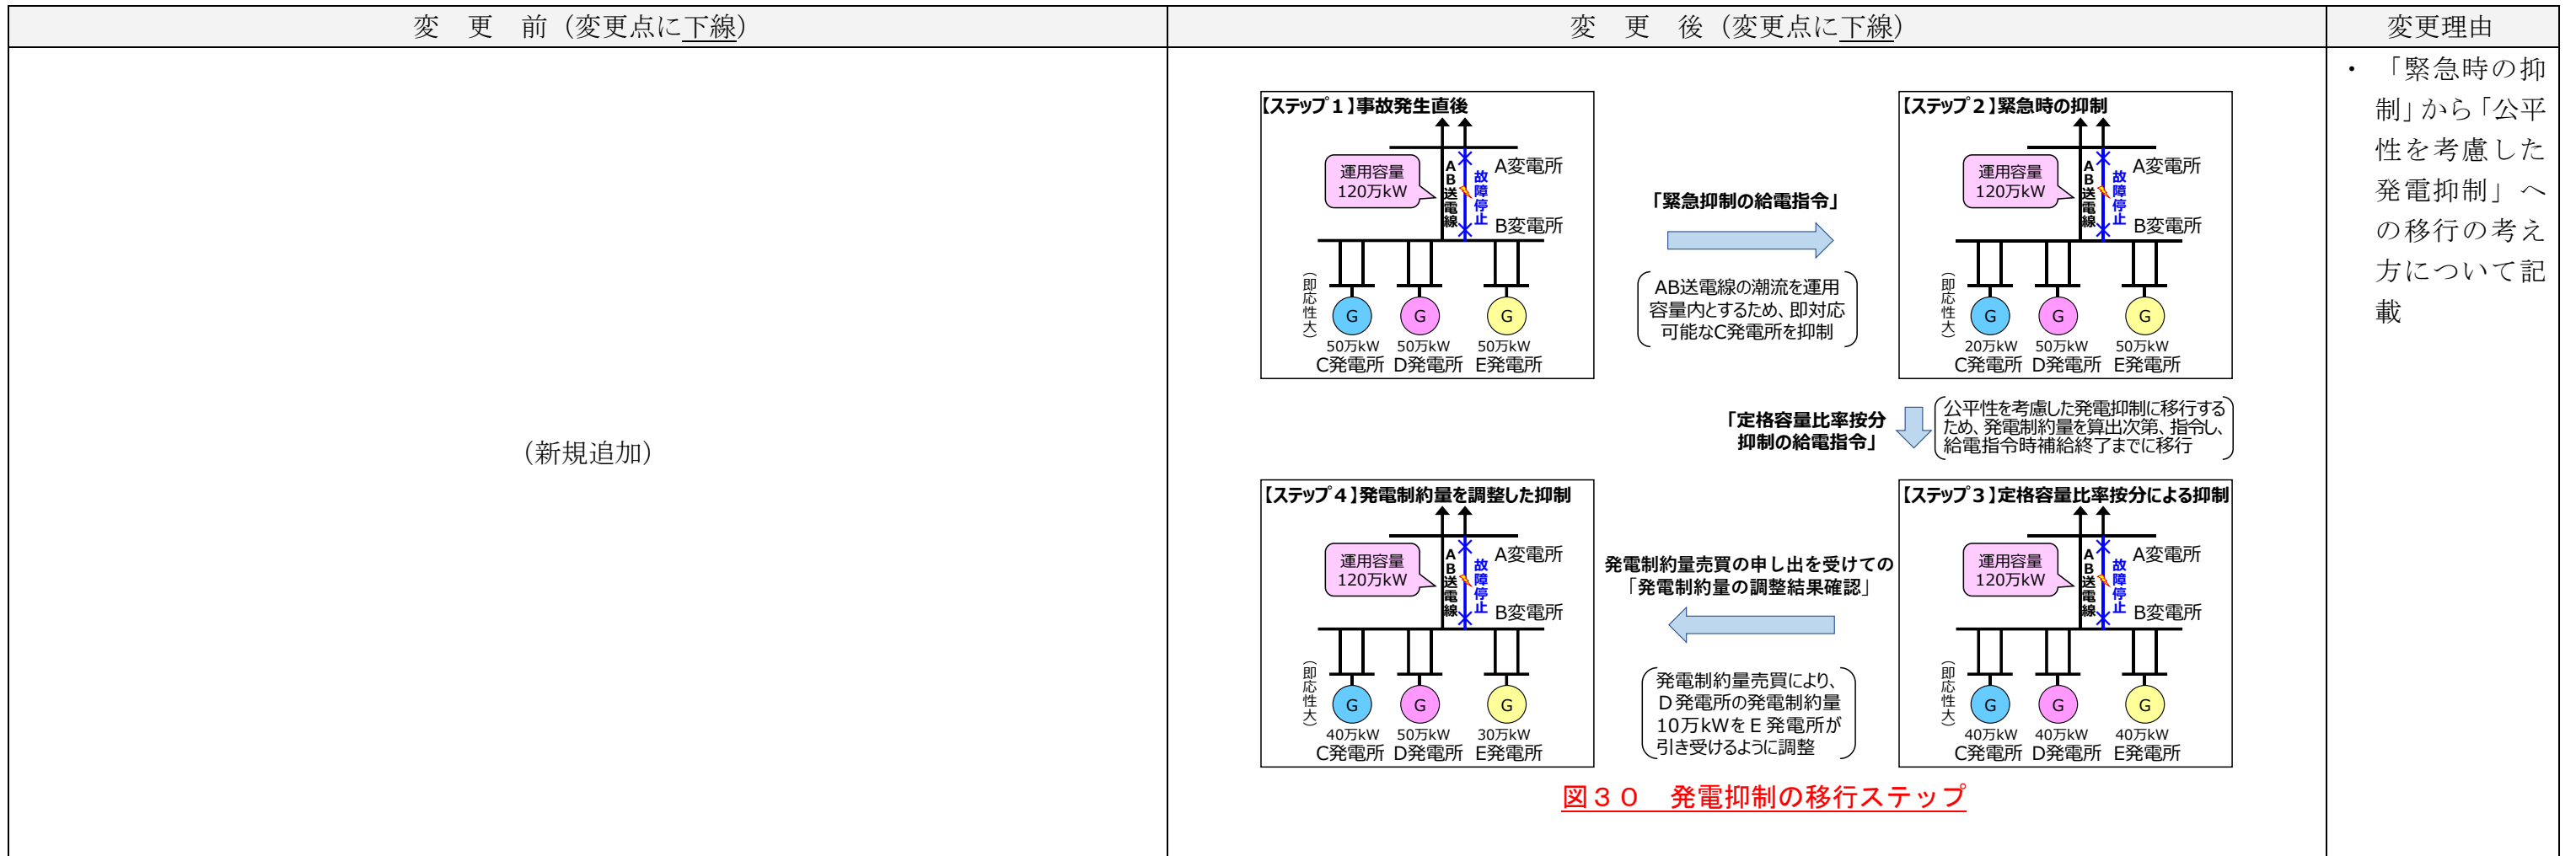 変　更　前（変更点に下線）
変　更　後（変更点に下線）
変更理由
（新規追加）
【ステップ１】事故発生直後
運用容量
120万kW
AB送電線
故障停止
A変電所
B変電所
（即応性大）
G
G
G
50万kW
50万kW
50万kW
C発電所
D発電所
E発電所
「緊急抑制の給電指令」
AB送電線の潮流を運用
容量内とするため、即対応
可能なC発電所を抑制
【ステップ２】緊急時の抑制
運用容量
120万kW
AB送電線
故障停止
A変電所
B変電所
（即応性大）
G
G
G
20万kW
50万kW
50万kW
C発電所
D発電所
E発電所
「定格容量比率按分
抑制の給電指令」
公平性を考慮した発電抑制に移行する
ため、発電制約量を算出次第、指令し、
給電指令時補給終了までに移行
【ステップ３】定格容量比率按分による抑制
運用容量
120万kW
AB送電線
故障停止
A変電所
B変電所
（即応性大）
G
G
G
40万kW
40万kW
40万kW
C発電所
D発電所
E発電所
発電制約量売買の申し出を受けての
「発電制約量の調整結果確認」
発電制約量売買により、
Ｄ発電所の発電制約量
10万kWをＥ発電所が
引き受けるように調整
【ステップ４】発電制約量を調整した抑制
運用容量
120万kW
AB送電線
故障停止
A変電所
B変電所
（即応性大）
G
G
G
40万kW
50万kW
30万kW
C発電所
D発電所
E発電所
図３０　発電抑制の移行ステップ
・「緊急時の抑
制」から「公平
性を考慮した
発電抑制」へ
の移行の考え
方について記
載